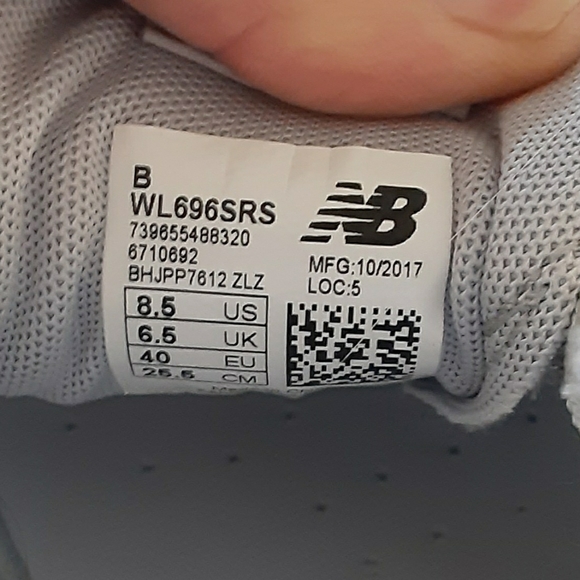 B
WL696SRS
739655488320
6710692
BHJPP7612 ZLZ
NB
MFG:10/2017
LOC:5
8.5 US
6.5 UK
40 EU
25.5 CM